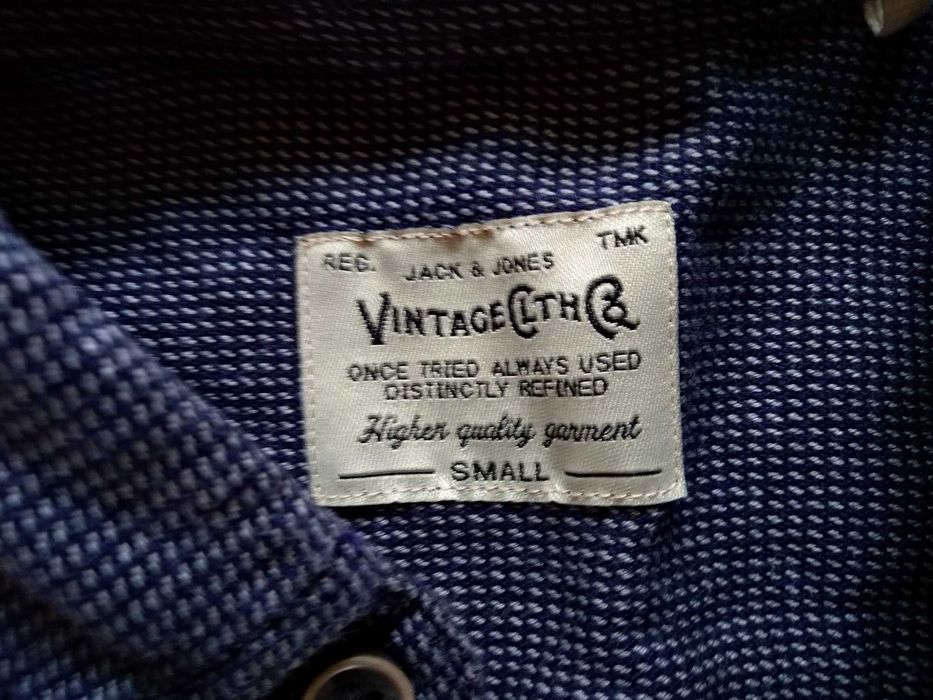 REG. JACK & JONES TMK
VINTAGE CLTH CO
ONCE TRIED ALWAYS USED
DISTINCTLY REFINED
Higher quality garment
SMALL